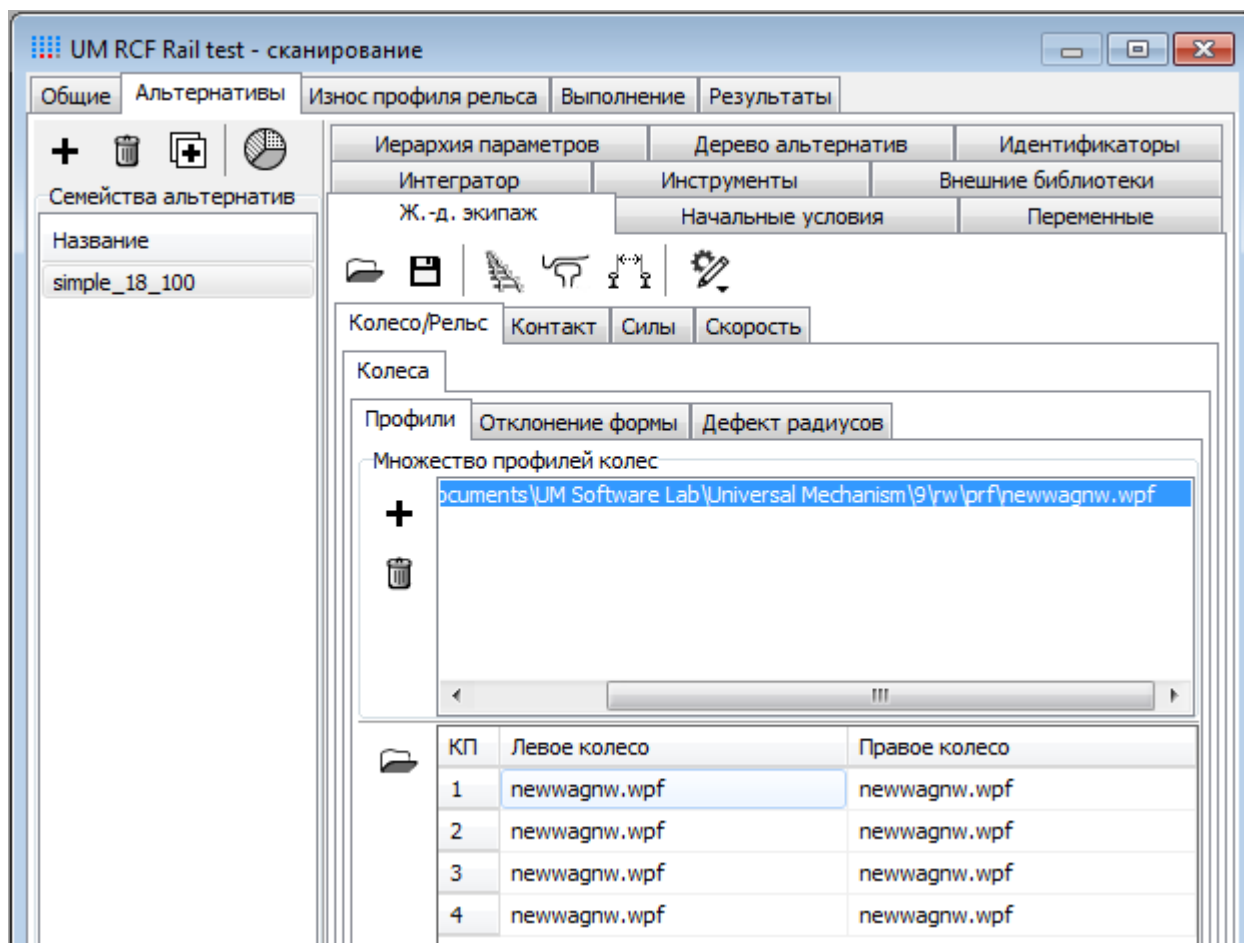 UM RCF Rail test - сканирование
Общие Альтернативы Износ профиля рельса Выполнение Результаты
Иерархия параметров Дерево альтернатив Идентификаторы
Интегратор Инструменты Внешние библиотеки
Ж.-д. экипаж Начальные условия Переменные
Семейства альтернатив
Название
simple_18_100
Колесо/Рельс Контакт Силы Скорость
Колеса
Профили Отклонение формы Дефект радиусов
Множество профилей колес
ocuments\UM Software Lab\Universal Mechanism\9\rw\prf\newwagnw.wpf
КП Левое колесо Правое колесо
1 newwagnw.wpf newwagnw.wpf
2 newwagnw.wpf newwagnw.wpf
3 newwagnw.wpf newwagnw.wpf
4 newwagnw.wpf newwagnw.wpf